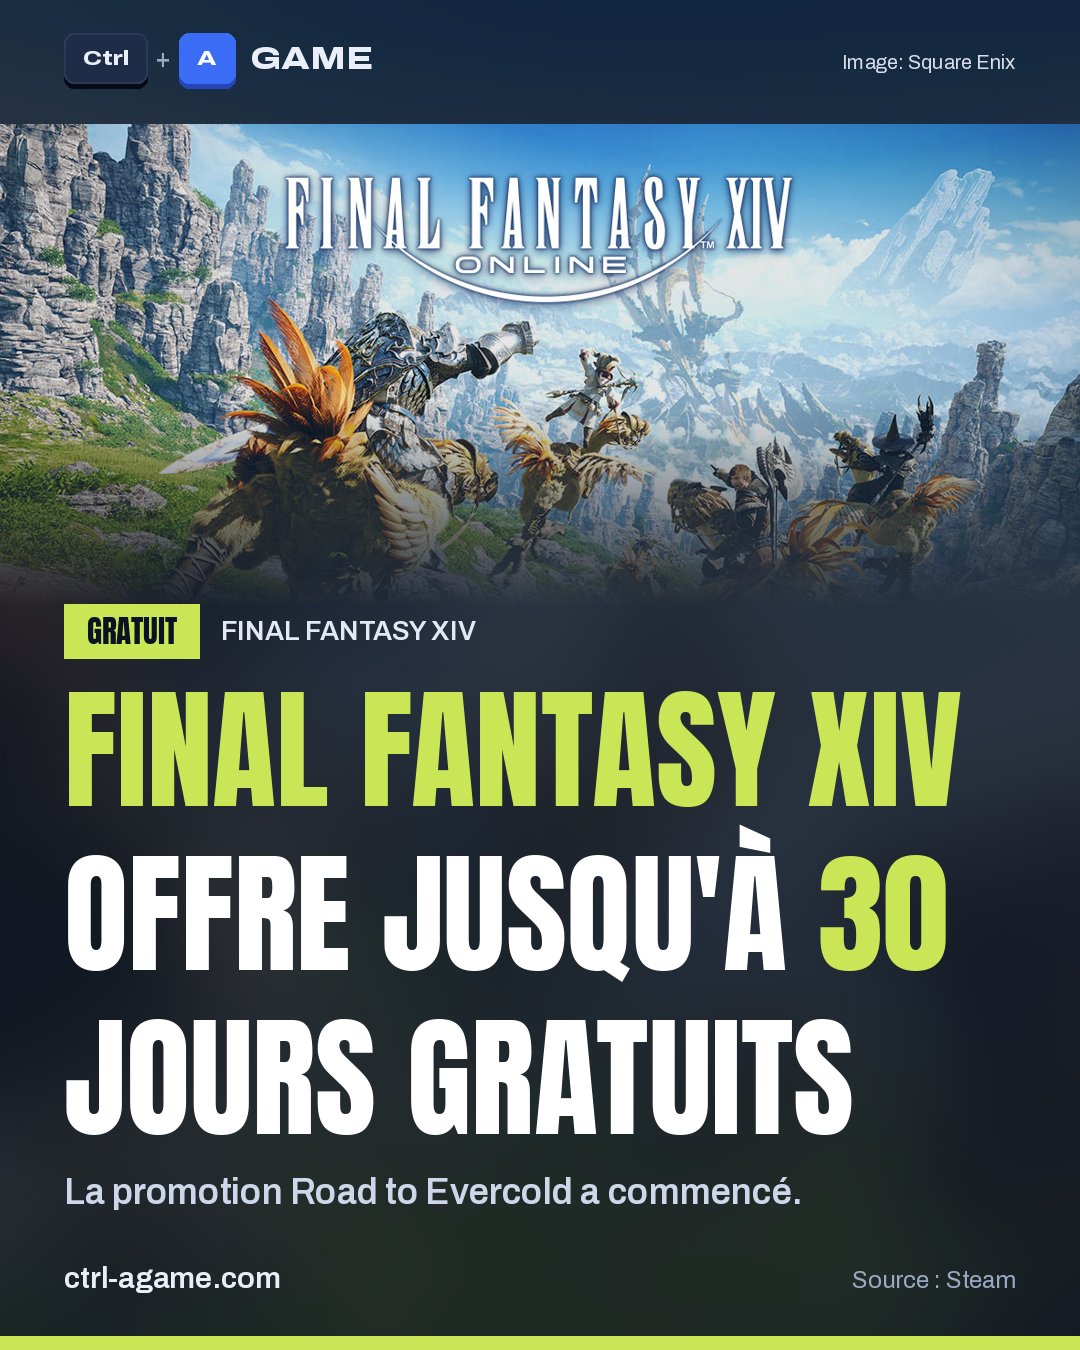 Ctrl + A GAME
Image: Square Enix
FINAL FANTASY XIV™
ONLINE
GRATUIT FINAL FANTASY XIV
FINAL FANTASY XIV
OFFRE JUSQU'À 30
JOURS GRATUITS
La promotion Road to Evercold a commencé.
ctrl-agame.com
Source : Steam